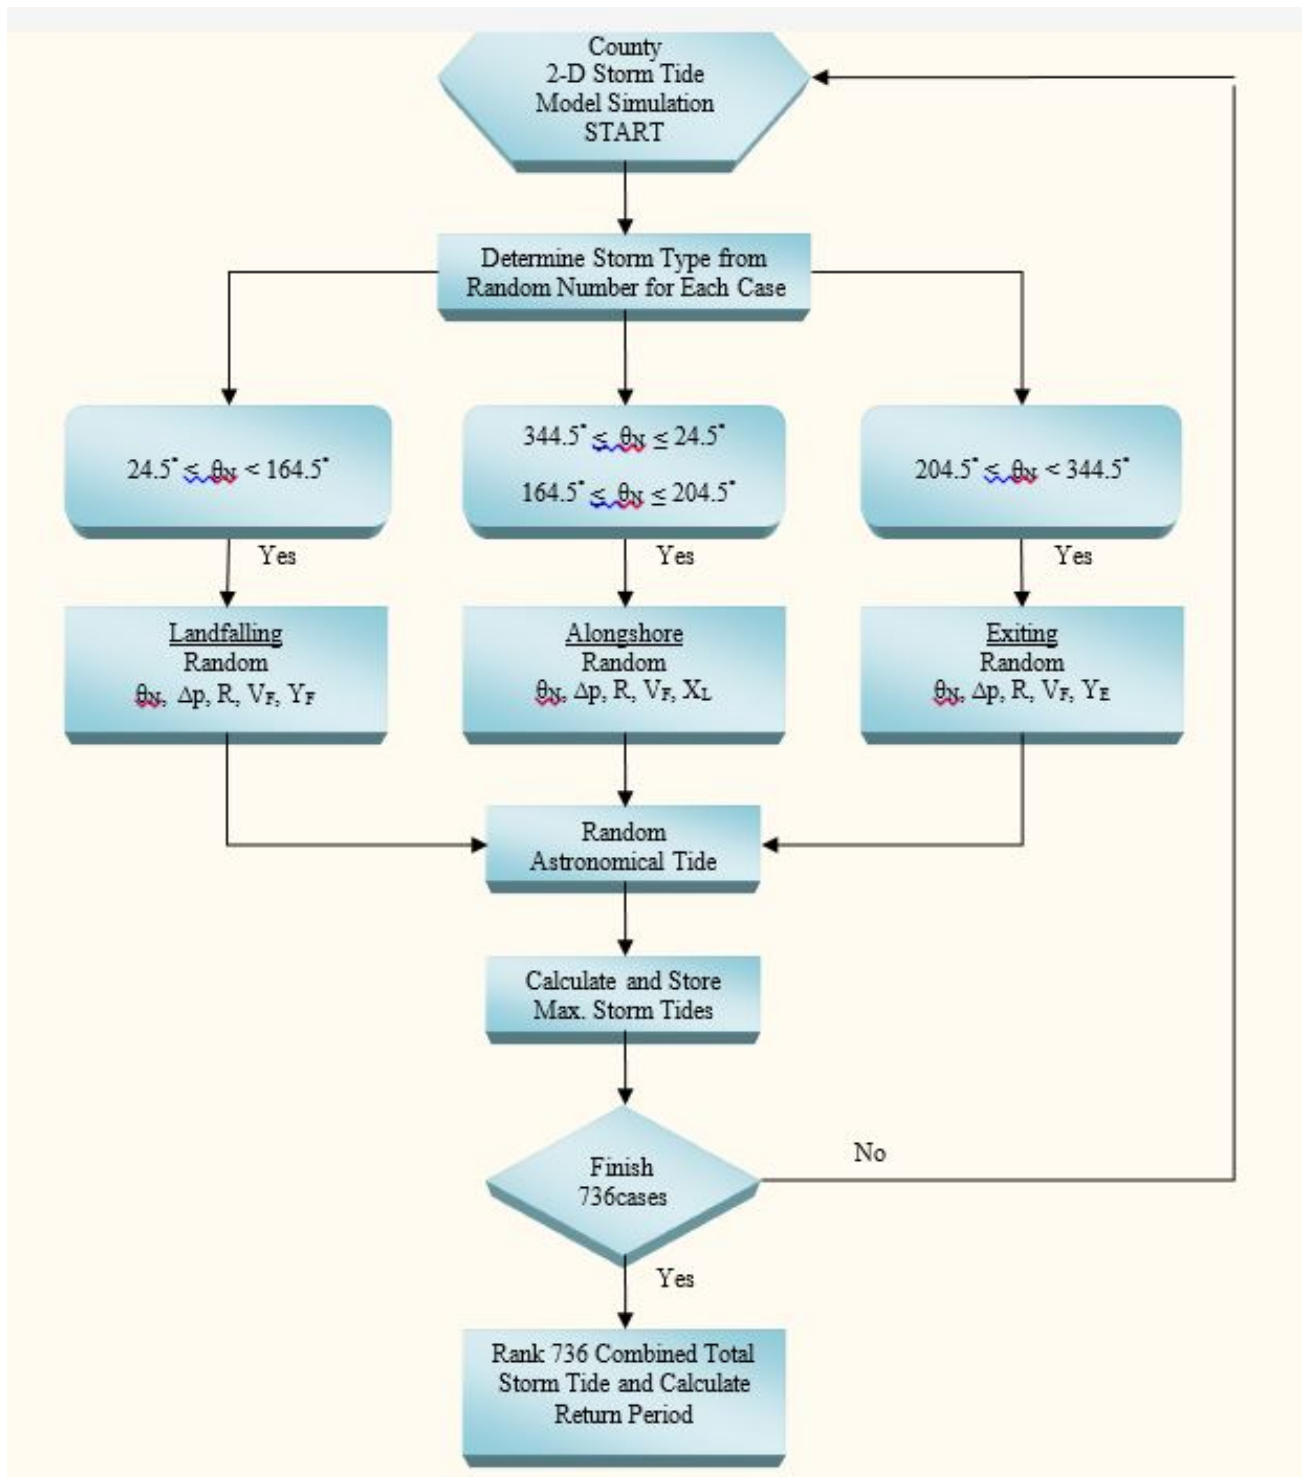 County
2-D Storm Tide
Model Simulation
START
Determine Storm Type from
Random Number for Each Case
24.5° ≤ θN < 164.5°
344.5° ≤ θN ≤ 24.5°
164.5° ≤ θN ≤ 204.5°
204.5° ≤ θN < 344.5°
Yes
Yes
Yes
Landfalling
Random
θN, Δp, R, VF, YF
Alongshore
Random
θN, Δp, R, VF, XL
Exiting
Random
θN, Δp, R, VF, YE
Random
Astronomical Tide
Calculate and Store
Max. Storm Tides
Finish
736cases
No
Yes
Rank 736 Combined Total
Storm Tide and Calculate
Return Period